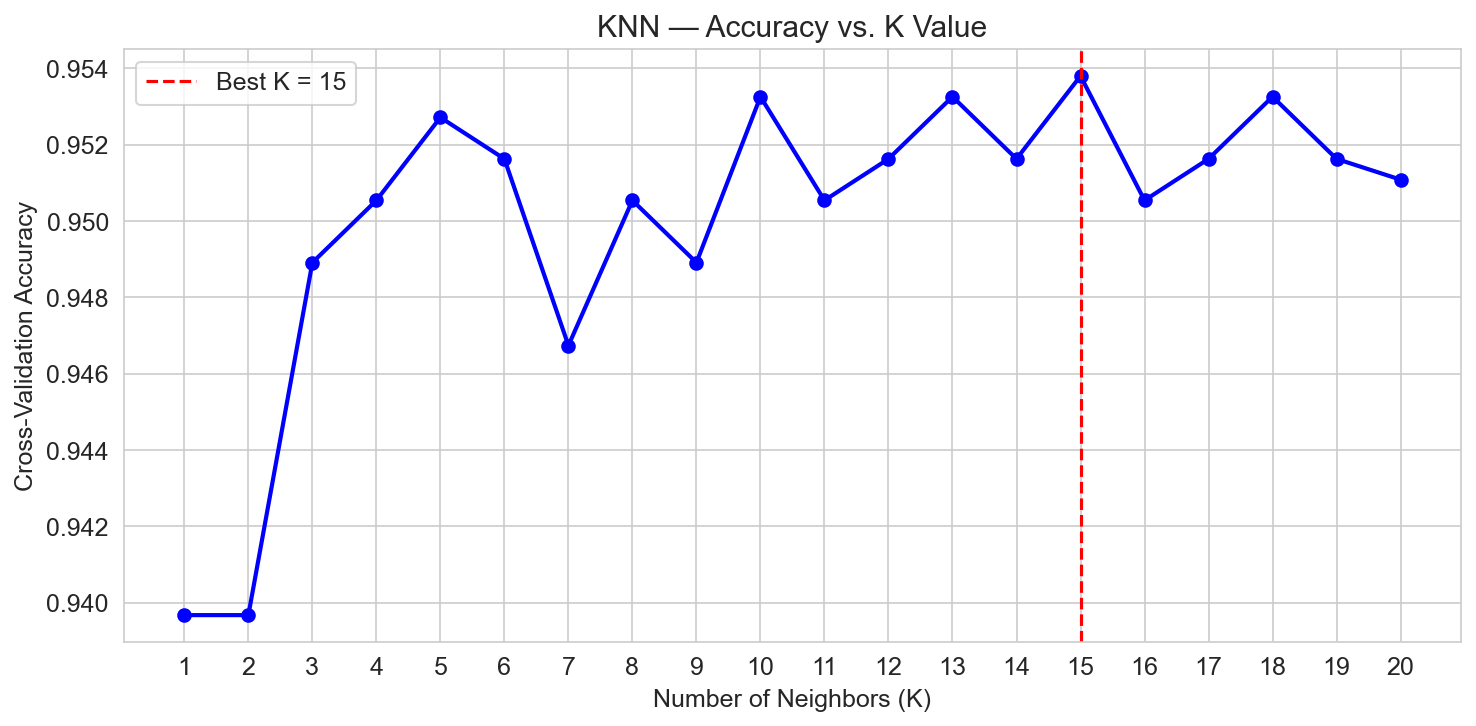 KNN — Accuracy vs. K Value
Best K = 15
Cross-Validation Accuracy
0.954
0.952
0.950
0.948
0.946
0.944
0.942
0.940
1 2 3 4 5 6 7 8 9 10 11 12 13 14 15 16 17 18 19 20
Number of Neighbors (K)